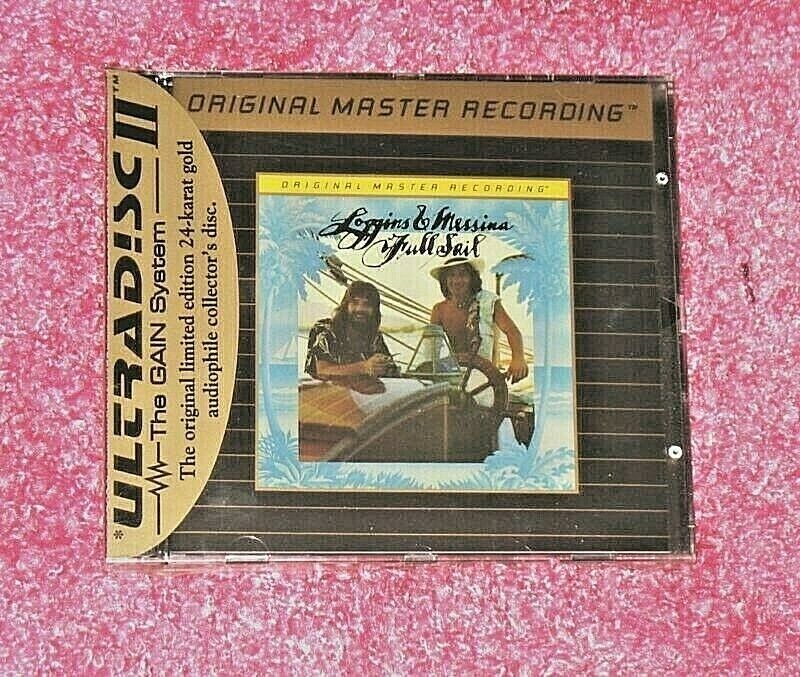 ORIGINAL MASTER RECORDING™
*ULTRADISC II™
The GAIN System
The original limited edition 24-karat gold
audiophile collector's disc.
ORIGINAL MASTER RECORDING
Loggins & Messina
Full Sail